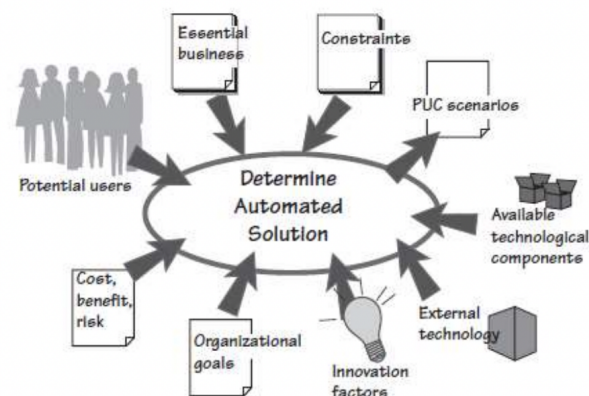 Essential
business
Constraints
PUC scenarios
Potential users
Determine
Automated
Solution
Available
technological
components
Cost,
benefit,
risk
Organizational
goals
External
technology
Innovation
factors